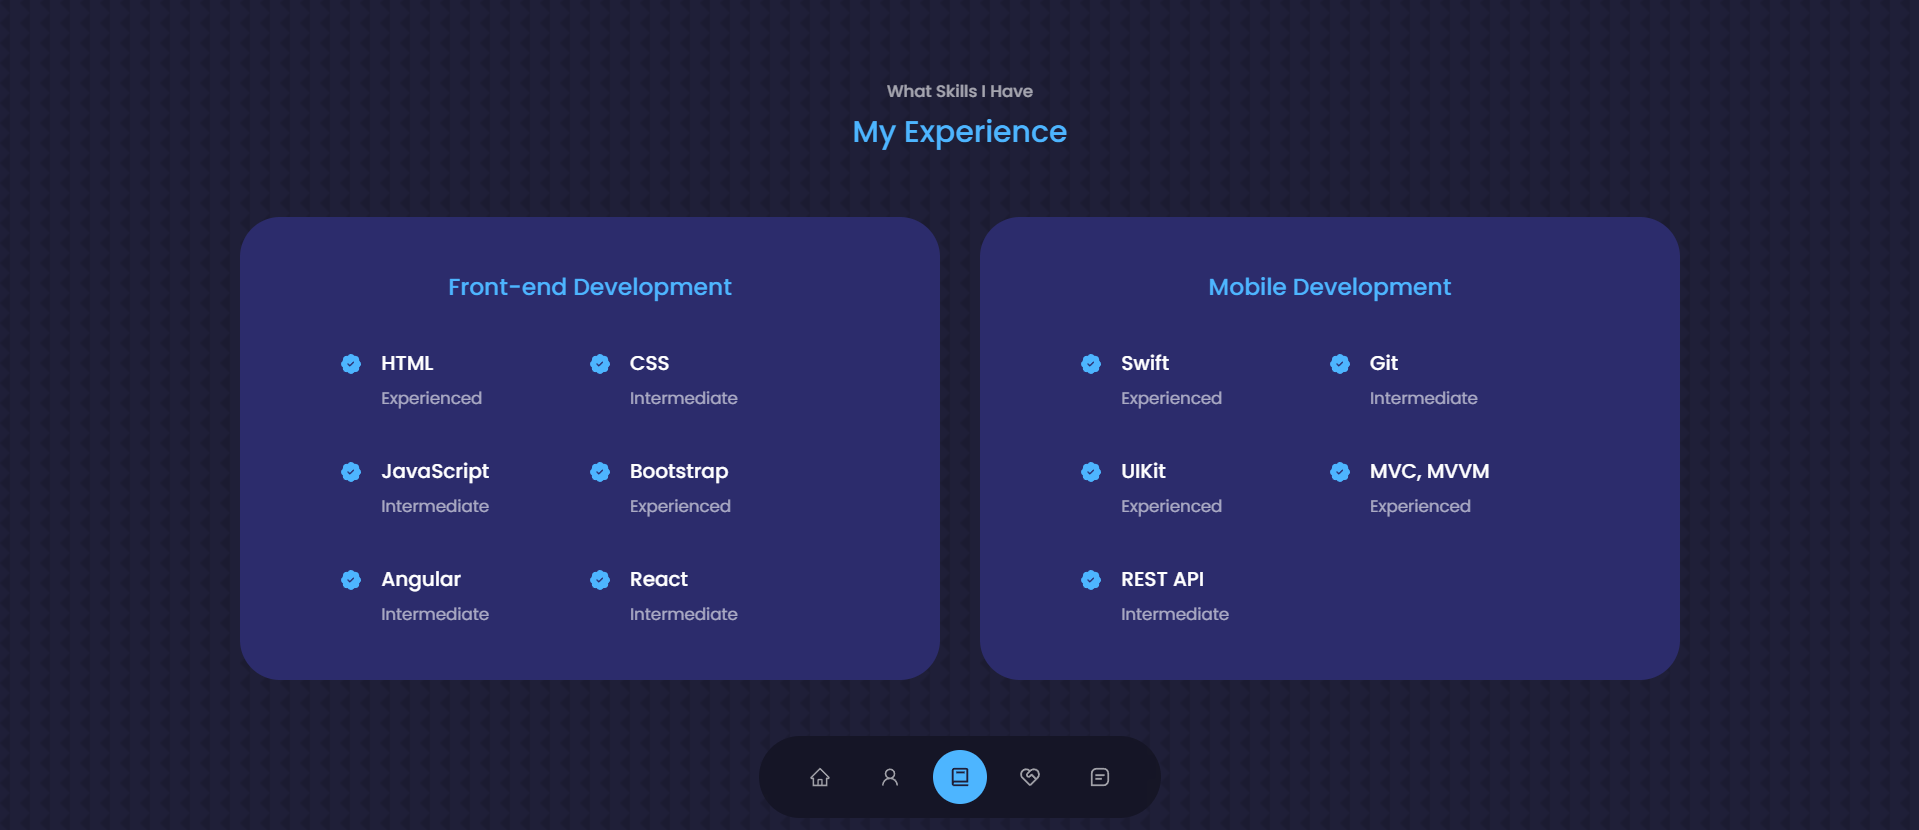 What Skills I Have
My Experience
Front-end Development
HTML
Experienced
CSS
Intermediate
JavaScript
Intermediate
Bootstrap
Experienced
Angular
Intermediate
React
Intermediate
Mobile Development
Swift
Experienced
Git
Intermediate
UIKit
Experienced
MVC, MVVM
Experienced
REST API
Intermediate